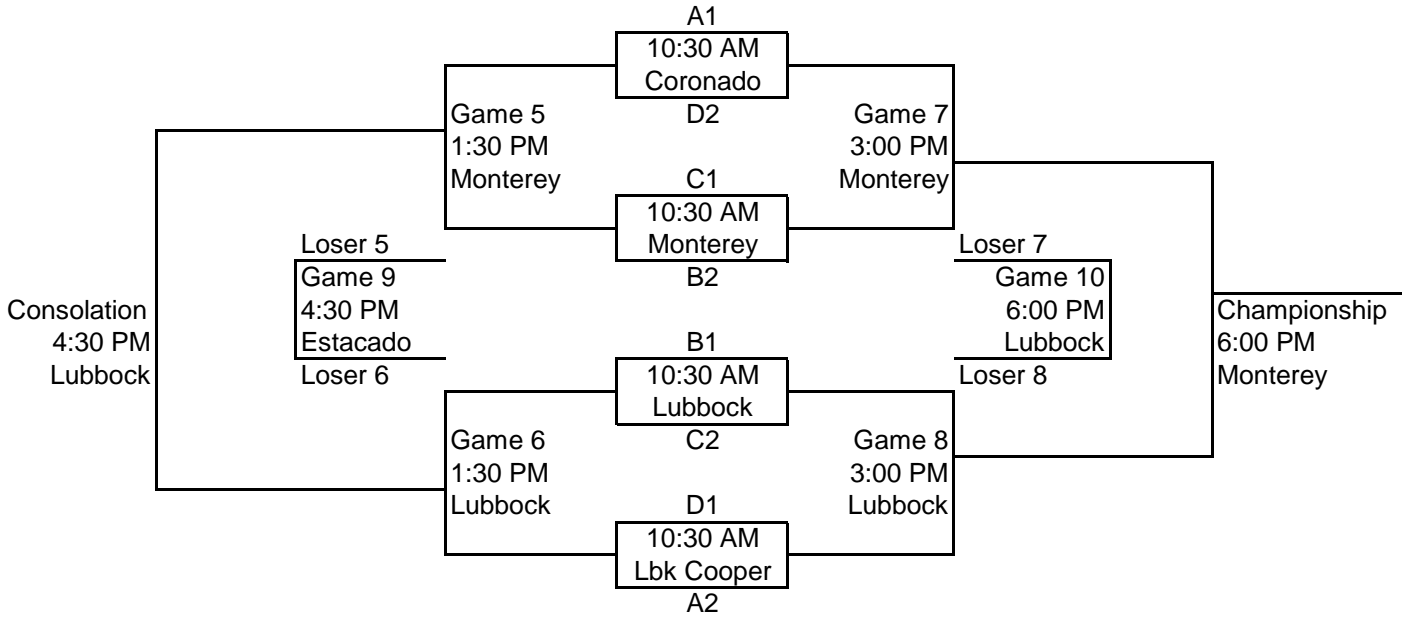 A1
10:30 AM
Coronado
D2
Game 5
1:30 PM
Monterey
Game 7
3:00 PM
Monterey
C1
10:30 AM
Monterey
B2
Loser 5
Game 9
4:30 PM
Estacado
Loser 6
Loser 7
Game 10
6:00 PM
Lubbock
Loser 8
Consolation
4:30 PM
Lubbock
Championship
6:00 PM
Monterey
B1
10:30 AM
Lubbock
C2
Game 6
1:30 PM
Lubbock
Game 8
3:00 PM
Lubbock
D1
10:30 AM
Lbk Cooper
A2